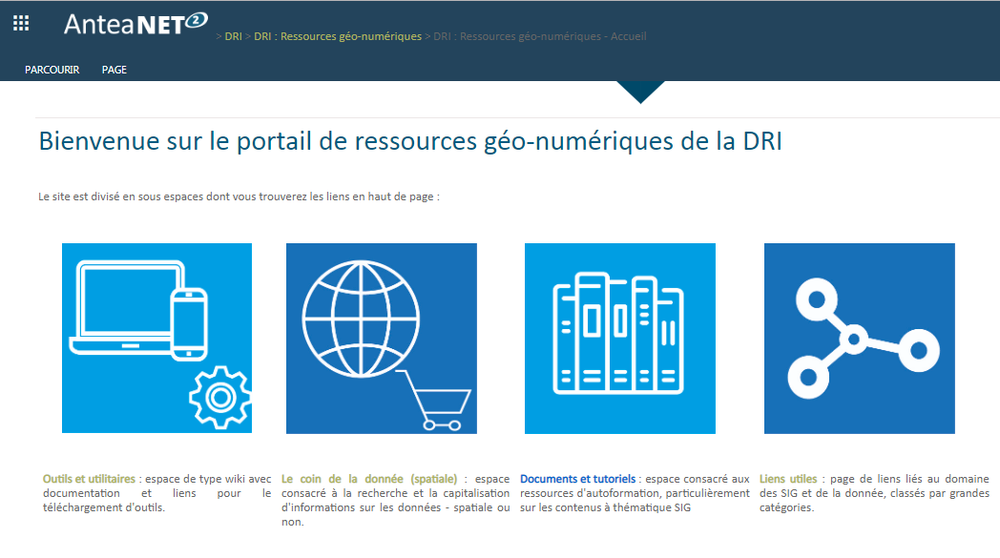 AnteaNET2
> DRI > DRI : Ressources géo-numériques > DRI : Ressources géo-numériques - Accueil
PARCOURIR PAGE
Bienvenue sur le portail de ressources géo-numériques de la DRI
Le site est divisé en sous espaces dont vous trouverez les liens en haut de page :
Outils et utilitaires : espace de type wiki avec
documentation et liens pour le
téléchargement d'outils.
Le coin de la donnée (spatiale) : espace
consacré à la recherche et la capitalisation
d'informations sur les données - spatiale ou
non.
Documents et tutoriels : espace consacré aux
ressources d'autoformation, particulièrement
sur les contenus à thématique SIG
Liens utiles : page de liens liés au domaine
des SIG et de la donnée, classés par grandes
catégories.